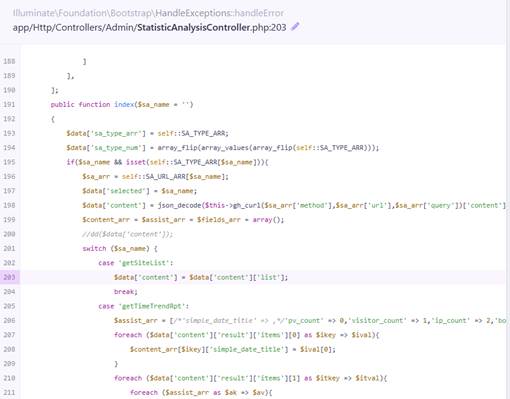 Illuminate\Foundation\Bootstrap\HandleExceptions::handleError
app/Http/Controllers/Admin/StatisticAnalysisController.php:203
188 ]
189 ],
190 ];
191 public function index($sa_name = '')
192 {
193 $data['sa_type_arr'] = self::SA_TYPE_ARR;
194 $data['sa_type_num'] = array_flip(array_values(array_flip(self::SA_TYPE_ARR)));
195 if($sa_name && isset(self::SA_TYPE_ARR[$sa_name])){
196 $sa_arr = self::SA_URL_ARR[$sa_name];
197 $data['selected'] = $sa_name;
198 $data['content'] = json_decode($this->gh_curl($sa_arr['method'],$sa_arr['url'],$sa_arr['query'])['content']
199 $content_arr = $assist_arr = $fields_arr = array();
200 //dd($data['content']);
201 switch ($sa_name) {
202 case 'getSiteList':
203 $data['content'] = $data['content']['list'];
204 break;
205 case 'getTimeTrendRpt':
206 $assist_arr = [/*'simple_date_title' => ,*/'pv_count' => 0,'visitor_count' => 1,'ip_count' => 2,'bo
207 foreach ($data['content']['result']['items'][0] as $ikey => $ival){
208 $content_arr[$ikey]['simple_date_title'] = $ival[0];
209 }
210 foreach ($data['content']['result']['items'][1] as $itkey => $itval){
211 foreach ($assist_arr as $ak => $av){